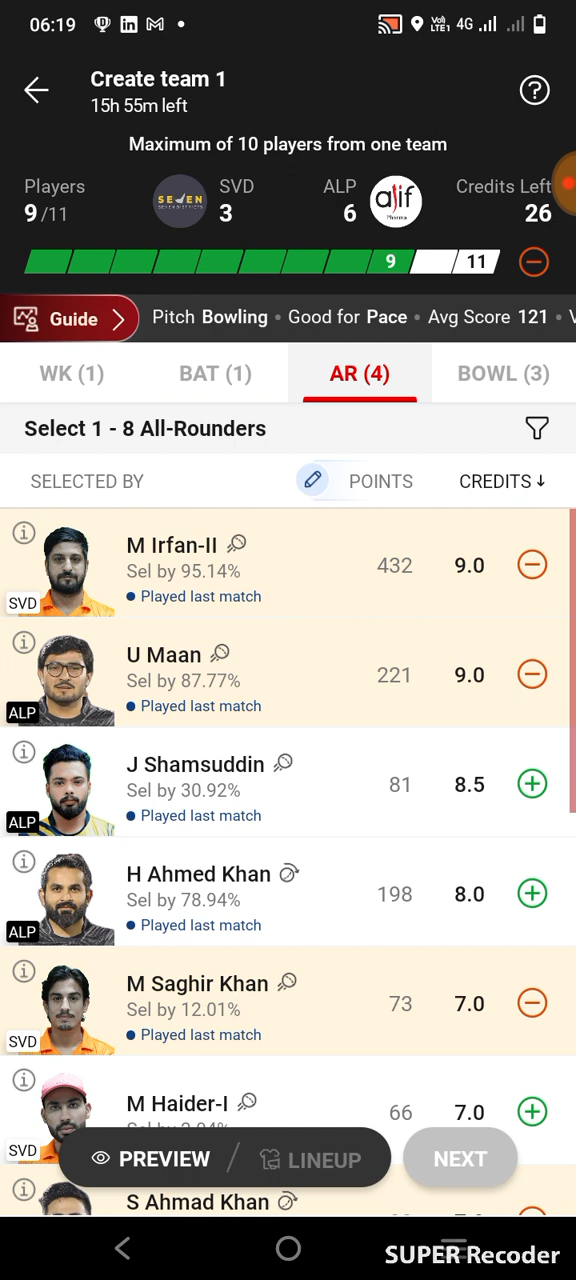 06:19 in M VoI) LTE1 4G
Create team 1
15h 55m left
Maximum of 10 players from one team
Players SVD ALP Credits Left
9/11 SEVEN SEVEN DISTRICTS 3 6 alif Pharma 26
9 11
Guide Pitch Bowling • Good for Pace • Avg Score 121 • V
WK (1) BAT (1) AR (4) BOWL (3)
Select 1 - 8 All-Rounders
SELECTED BY POINTS CREDITS↓
M Irfan-II
Sel by 95.14% 432 9.0
SVD • Played last match
U Maan
Sel by 87.77% 221 9.0
ALP • Played last match
J Shamsuddin
Sel by 30.92% 81 8.5
ALP • Played last match
H Ahmed Khan
Sel by 78.94% 198 8.0
ALP • Played last match
M Saghir Khan
Sel by 12.01% 73 7.0
SVD • Played last match
M Haider-I
66 7.0
SVD PREVIEW / LINEUP NEXT
S Ahmad Khan
SUPER Recoder